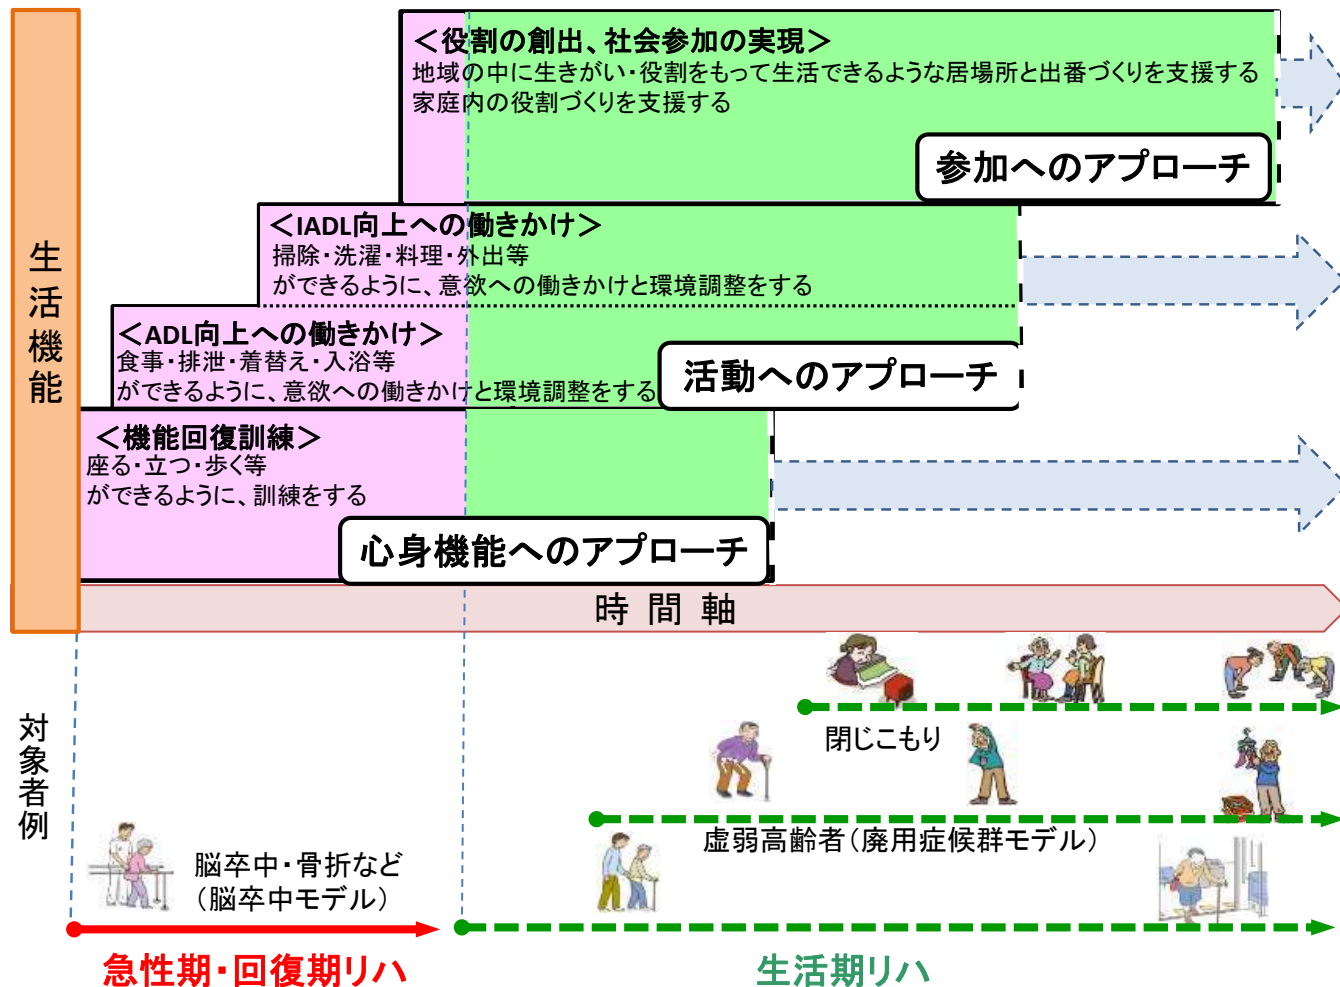 生活機能
＜役割の創出、社会参加の実現＞
地域の中に生きがい・役割をもって生活できるような居場所と出番づくりを支援する
家庭内の役割づくりを支援する
参加へのアプローチ
＜IADL向上への働きかけ＞
掃除・洗濯・料理・外出等
ができるように、意欲への働きかけと環境調整をする
＜ADL向上への働きかけ＞
食事・排泄・着替え・入浴等
ができるように、意欲への働きかけと環境調整をする
活動へのアプローチ
＜機能回復訓練＞
座る・立つ・歩く等
ができるように、訓練をする
心身機能へのアプローチ
時間軸
対象者例
閉じこもり
虚弱高齢者（廃用症候群モデル）
脳卒中・骨折など
（脳卒中モデル）
急性期・回復期リハ
生活期リハ